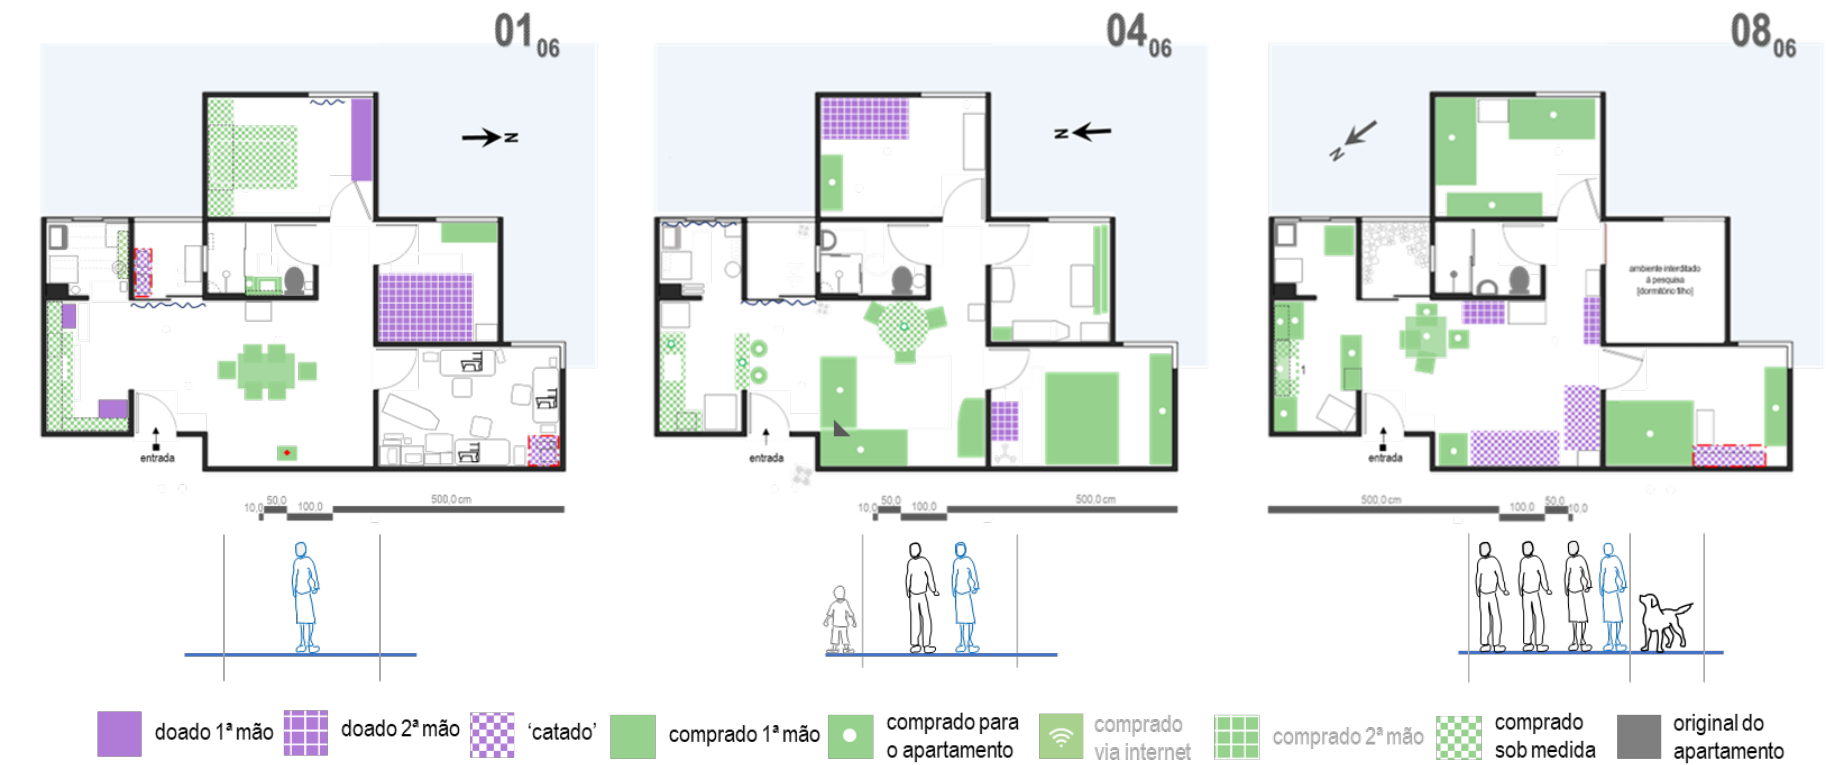 01 06
04 06
08 06
N
N
N
ambiente interditado
à pesquisa
[dormitório filho]
1
entrada
entrada
entrada
10,0 50,0 100,0 500,0 cm
10,0 50,0 100,0 500,0 cm
500,0 cm 100,0 50,0 10,0
doado 1ª mão
doado 2ª mão
‘catado’
comprado 1ª mão
comprado para
o apartamento
comprado
via internet
comprado 2ª mão
comprado
sob medida
original do
apartamento